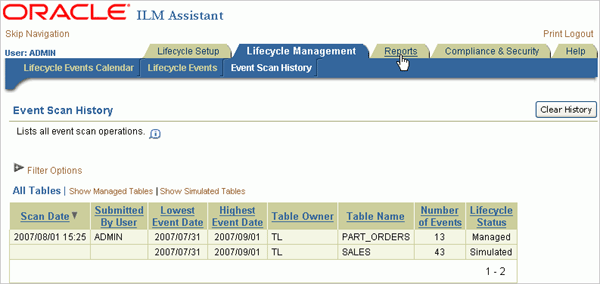 ORACLE ILM Assistant
Skip Navigation
Print Logout
User: ADMIN
Lifecycle Setup Lifecycle Management Reports Compliance & Security Help
Lifecycle Events Calendar Lifecycle Events Event Scan History
Event Scan History
Clear History
Lists all event scan operations.
Filter Options
All Tables | Show Managed Tables | Show Simulated Tables
Scan Date Submitted By User Lowest Event Date Highest Event Date Table Owner Table Name Number of Events Lifecycle Status
2007/08/01 15:25 ADMIN 2007/07/31 2007/09/01 TL PART_ORDERS 13 Managed
2007/07/31 2007/09/01 TL SALES 43 Simulated
1 - 2